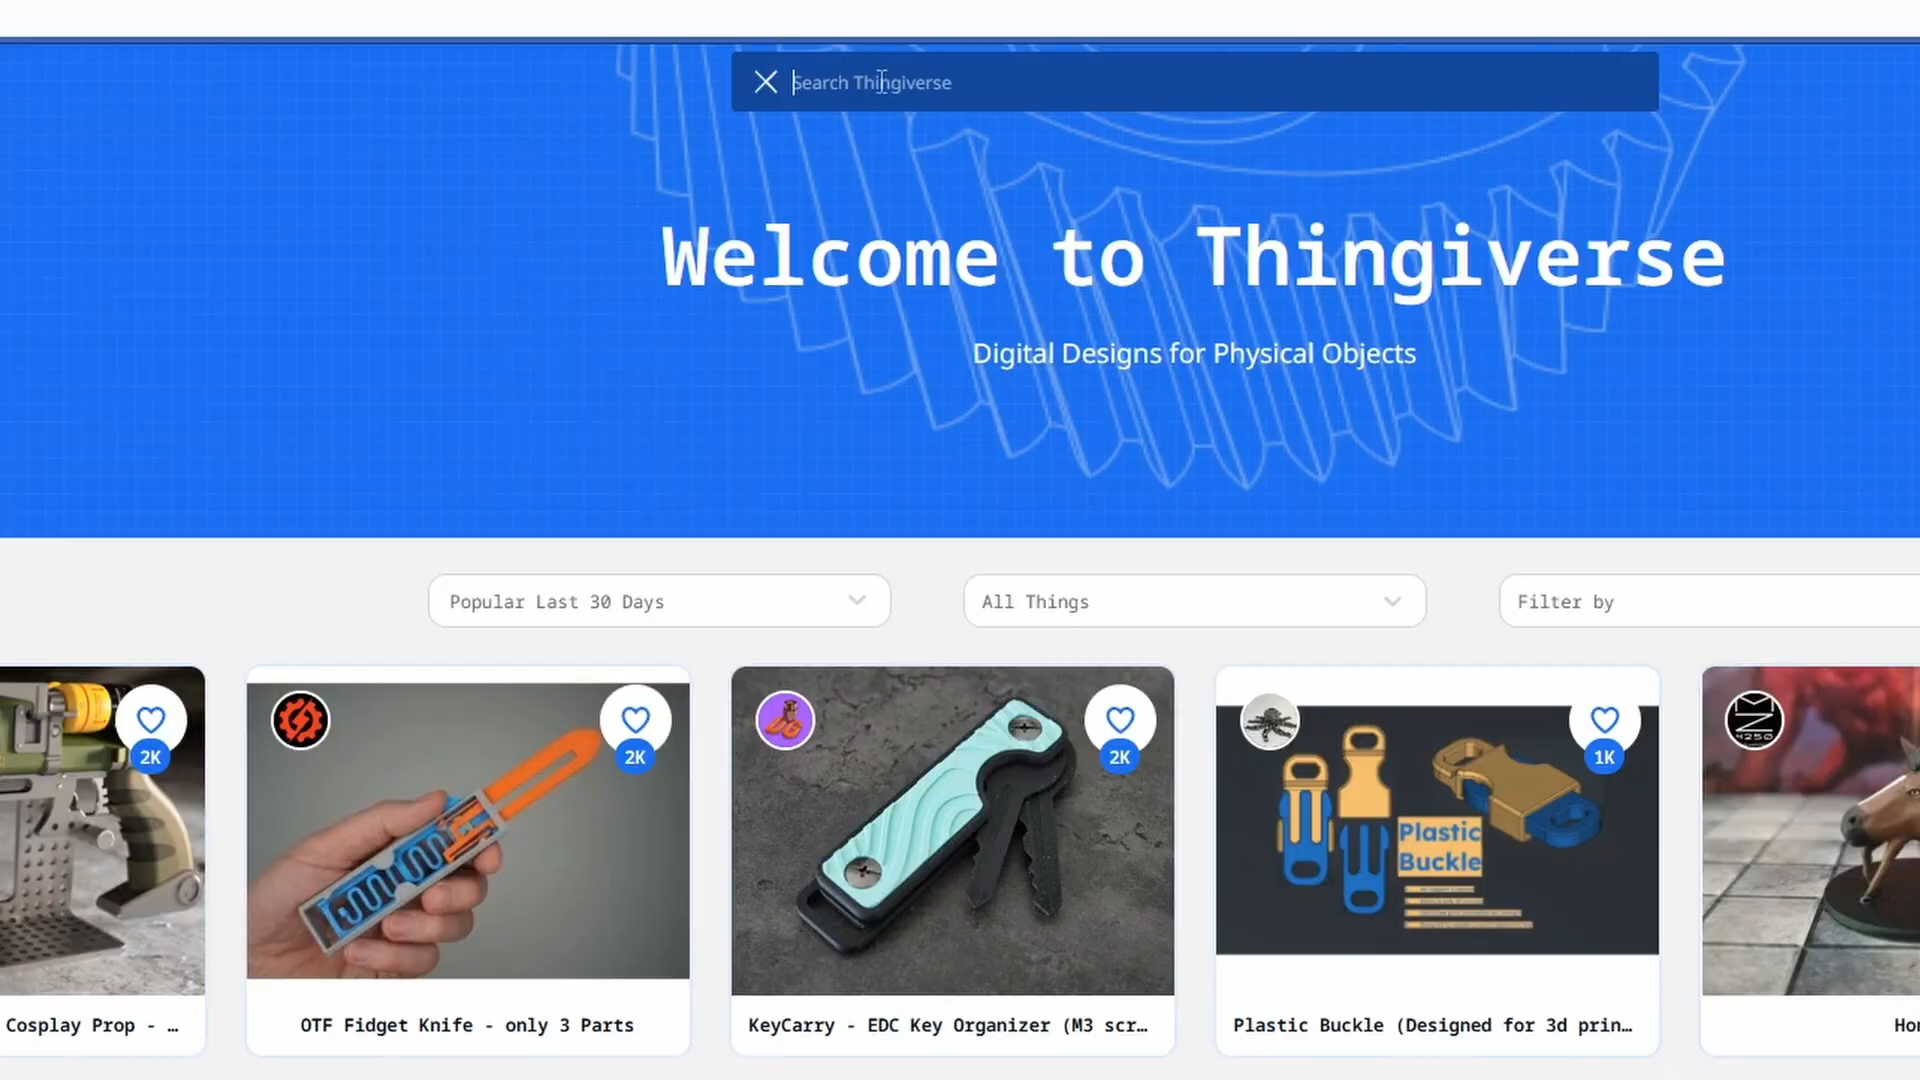 Search Thingiverse
Welcome to Thingiverse
Digital Designs for Physical Objects
Popular Last 30 Days
All Things
Filter by
2K
2K
2K
1K
Plastic
Buckle
Cosplay Prop - …
OTF Fidget Knife - only 3 Parts
KeyCarry - EDC Key Organizer (M3 scr…
Plastic Buckle (Designed for 3d prin…